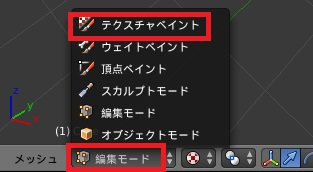 テクスチャペイント
ウェイトペイント
頂点ペイント
スカルプトモード
編集モード
(1)
オブジェクトモード
メッシュ 編集モード